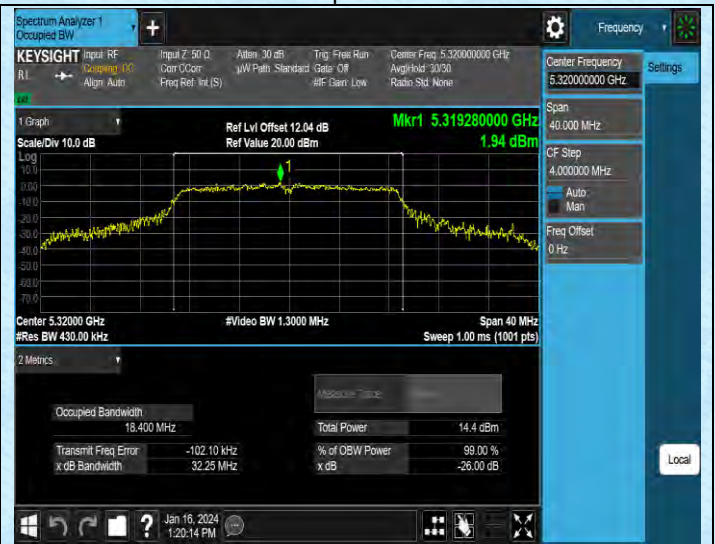 Spectrum Analyzer 1
Occupied BW
Frequency
KEYSIGHT Input: RF
Coupling: DC
Align: Auto
Input Z: 50 Ω
Corr CCorr
Freq Ref: Int (S)
Atten: 30 dB
µW Path: Standard
Trig: Free Run
Gate: Off
#IF Gain: Low
Center Freq: 5.320000000 GHz
Avg|Hold: 30/30
Radio Std: None
RL
Center Frequency
5.320000000 GHz
Settings
Span
40.000 MHz
CF Step
4.000000 MHz
Auto
Man
Freq Offset
0 Hz
1 Graph
Scale/Div 10.0 dB
Ref Lvl Offset 12.04 dB
Ref Value 20.00 dBm
Mkr1 5.319280000 GHz
1.94 dBm
Log
10.0
0.00
-10.0
-20.0
-30.0
-40.0
-50.0
-60.0
-70.0
1
Center 5.32000 GHz
#Res BW 430.00 kHz
#Video BW 1.3000 MHz
Span 40 MHz
Sweep 1.00 ms (1001 pts)
2 Metrics
Measure Trace
Occupied Bandwidth
18.400 MHz
Total Power 14.4 dBm
Transmit Freq Error -102.10 kHz
% of OBW Power 99.00 %
x dB Bandwidth 32.25 MHz
x dB -26.00 dB
Local
?
Jan 16, 2024
1:20:14 PM